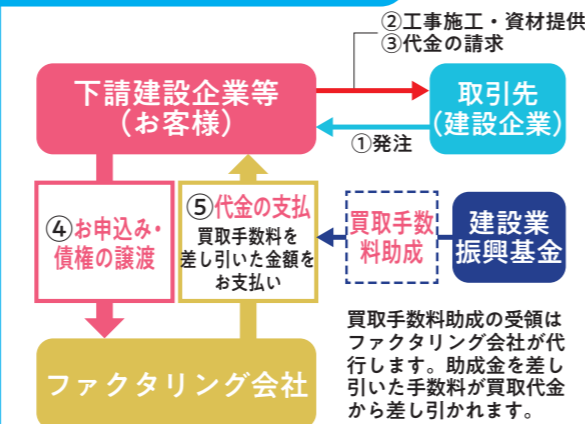 ②工事施工・資材提供
③代金の請求
下請建設企業等
（お客様）
取引先
（建設企業）
①発注
④お申込み・
債権の譲渡
⑤代金の支払
買取手数料を
差し引いた金額を
お支払い
買取手数
料助成
建設業
振興基金
ファクタリング会社
買取手数料助成の受領は
ファクタリング会社が代
行します。助成金を差し
引いた手数料が買取代金
から差し引かれます。